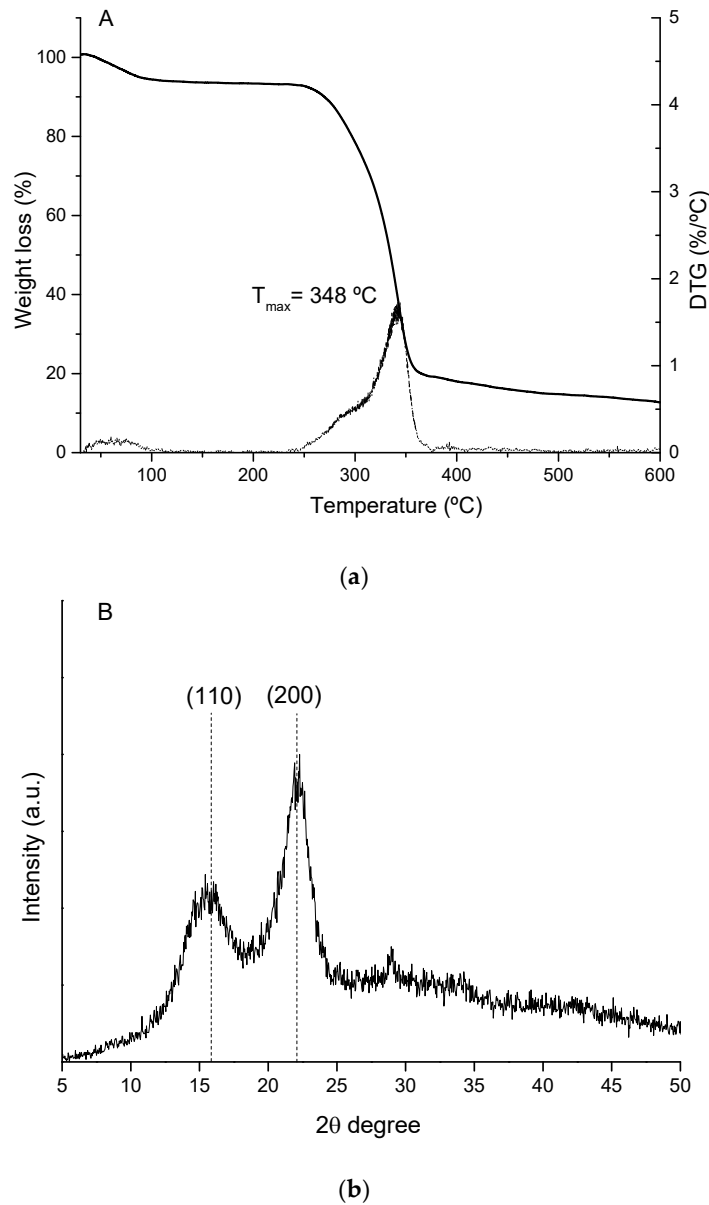 A
Weight loss (%)
100
80
60
40
20
0
5
4
3
2
1
0
DTG (%/ºC)
Tmax= 348 ºC
100 200 300 400 500 600
Temperature (ºC)
(a)
B
(110) (200)
Intensity (a.u.)
5 10 15 20 25 30 35 40 45 50
2θ degree
(b)